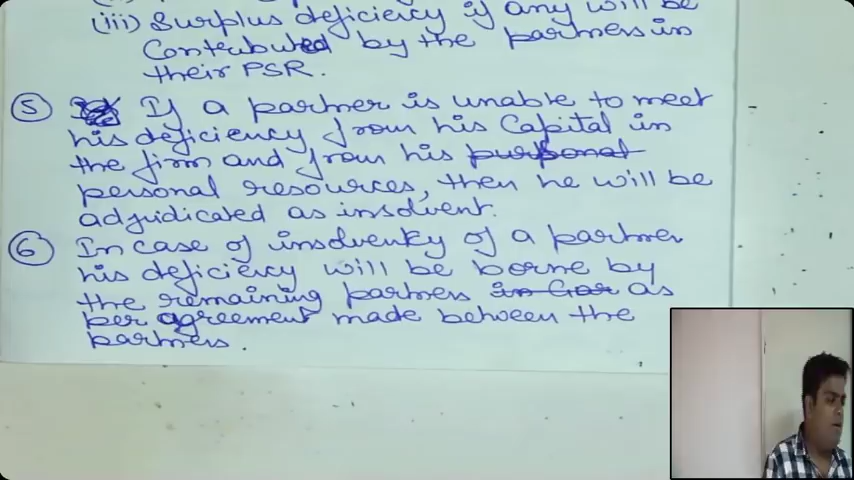 (iii) Surplus deficiency if any will be
Contributed by the partners in
their PSR.
(5) If a partner is unable to meet
his deficiency from his Capital in
the firm and from his
personal resources, then he will be
adjudicated as insolvent.
(6) In case of insolvency of a partner
his deficiency will be borne by
the remaining partners as
per agreement made between the
partners.